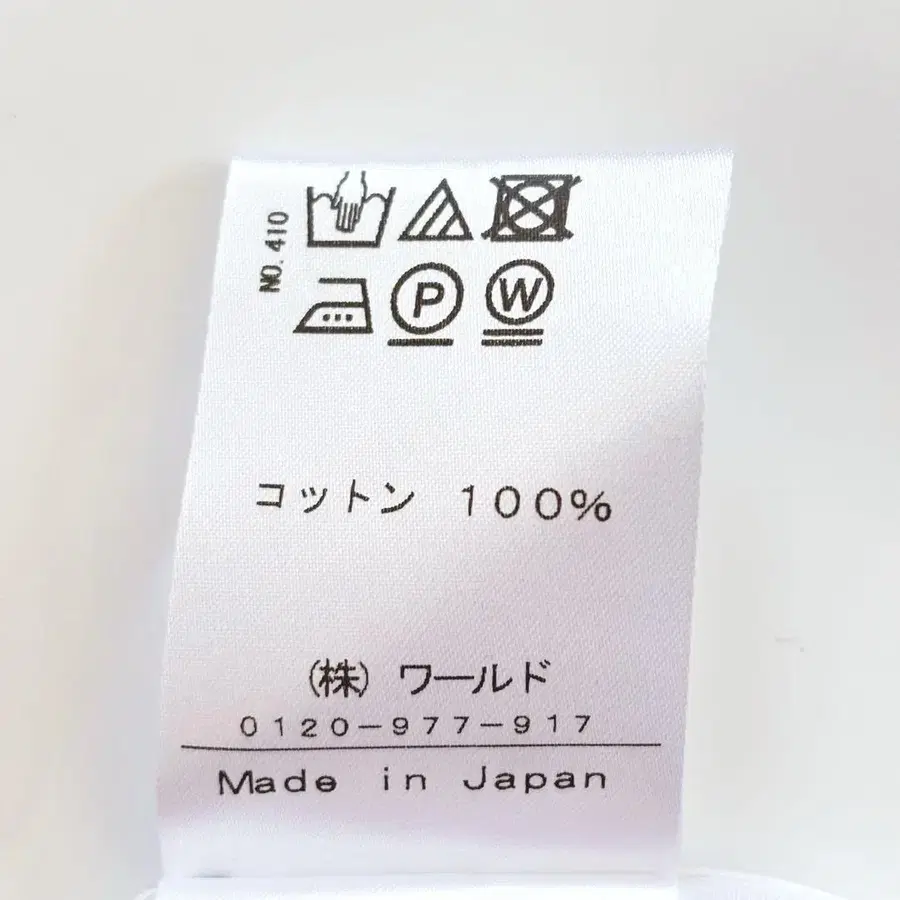 NO. 410
P W
コットン 100%
(株) ワールド
0120-977-917
Made in Japan